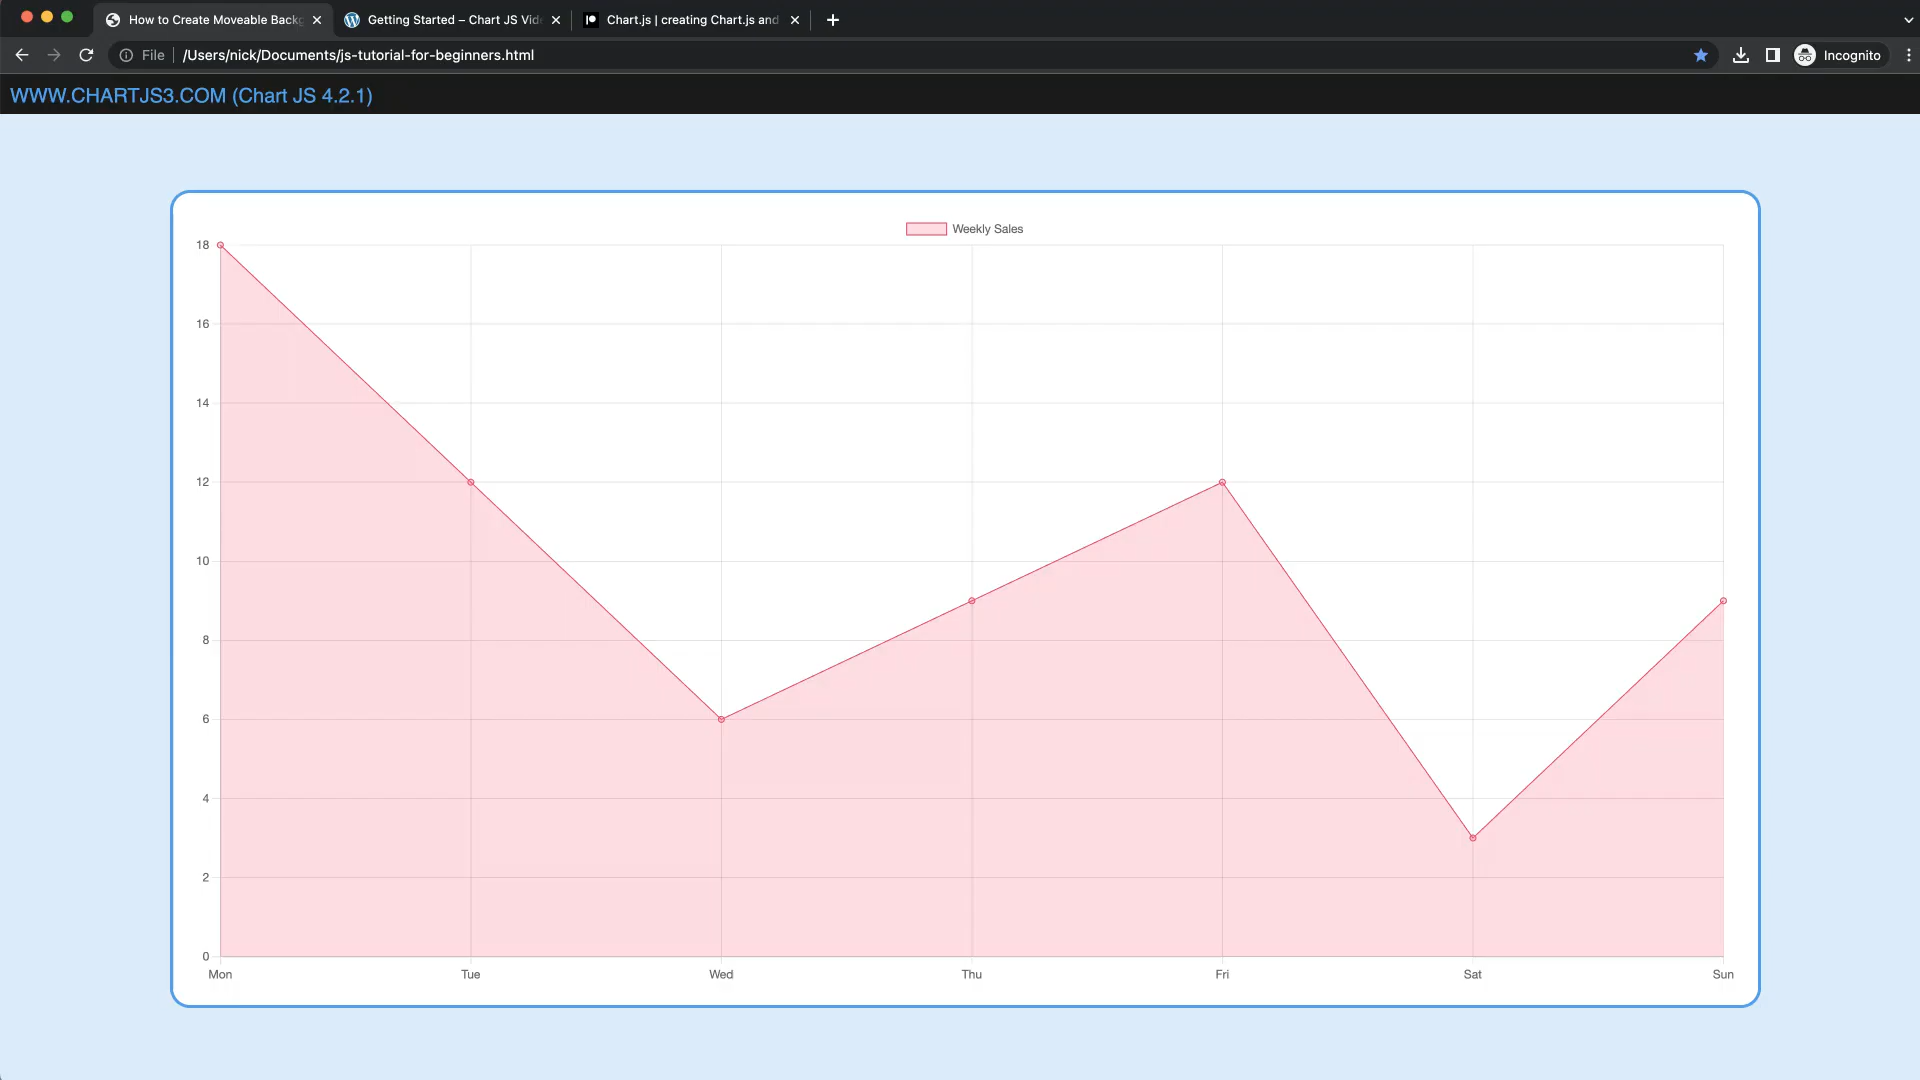 How to Create Moveable Backg
Getting Started – Chart JS Vid
Chart.js | creating Chart.js and
File
/Users/nick/Documents/js-tutorial-for-beginners.html
Incognito
WWW.CHARTJS3.COM (Chart JS 4.2.1)
Weekly Sales
18
16
14
12
10
8
6
4
2
0
Mon Tue Wed Thu Fri Sat Sun